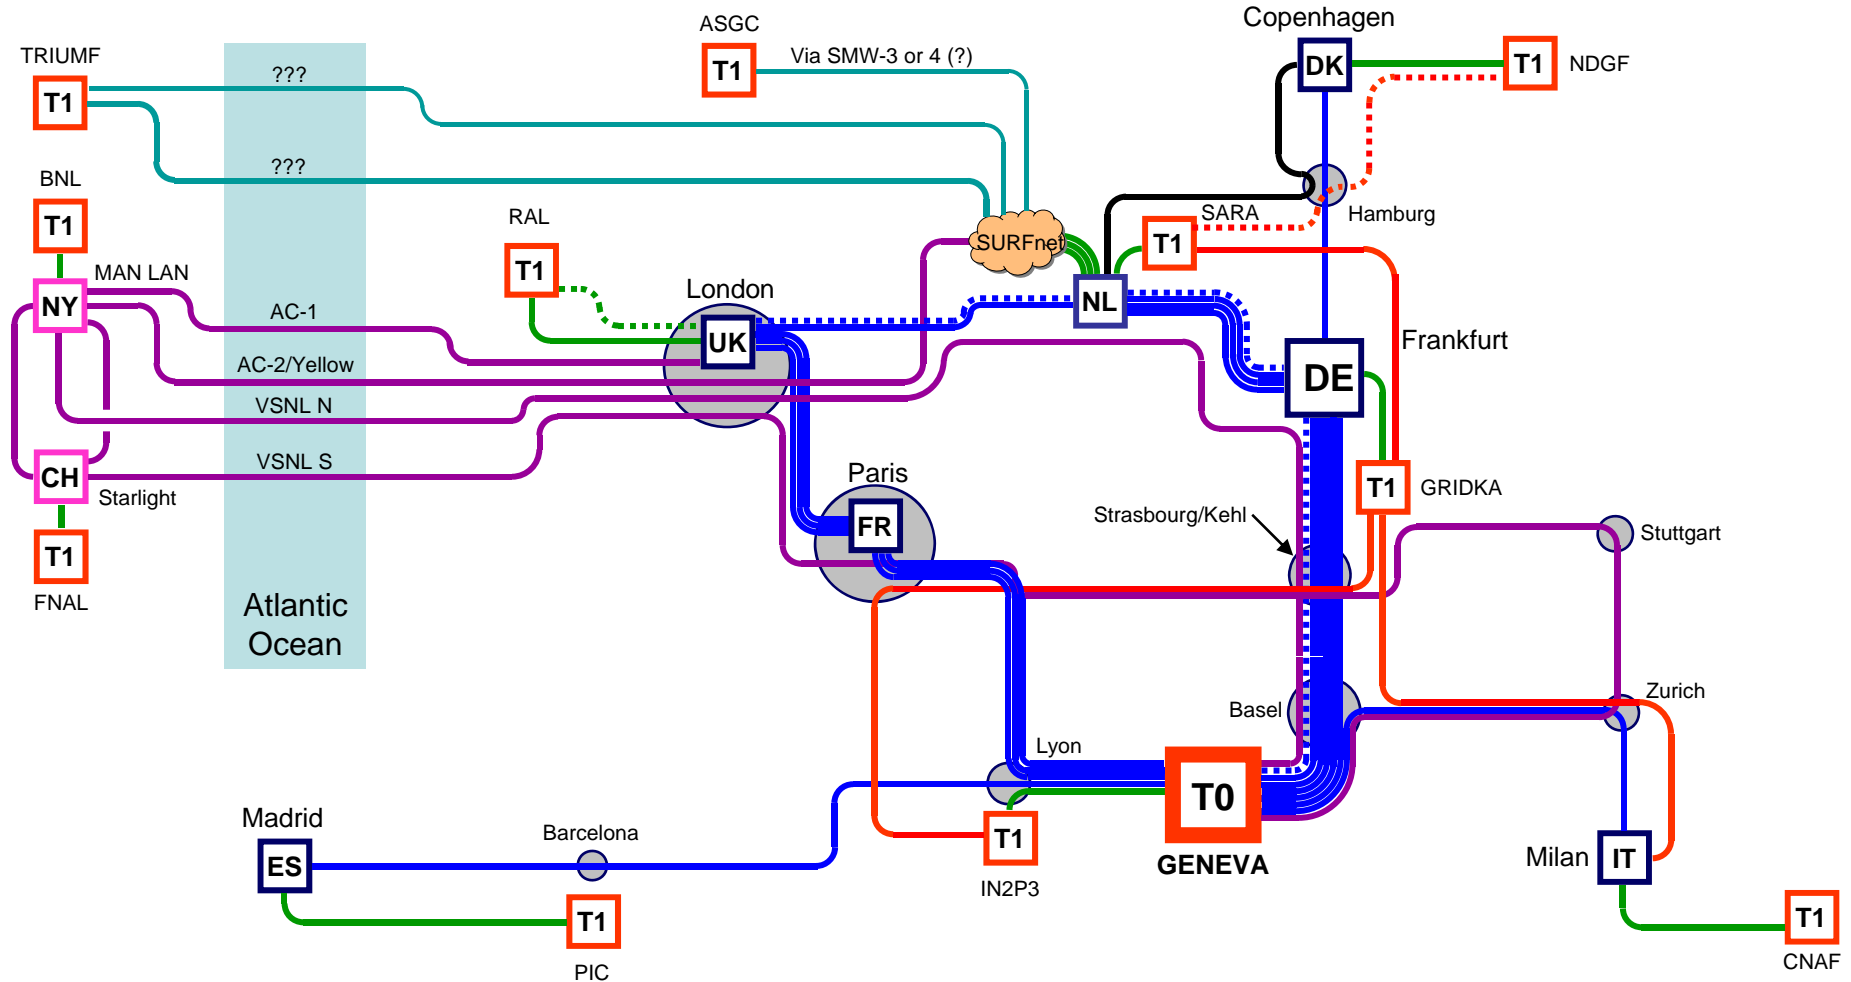 Copenhagen
ASGC
TRIUMF
???
Via SMW-3 or 4 (?)
DK
T1
NDGF
T1
T1
???
BNL
RAL
SARA
Hamburg
T1
SURFnet
T1
T1
MAN LAN
London
NY
AC-1
NL
UK
Frankfurt
AC-2/Yellow
DE
VSNL N
VSNL S
Paris
CH
Starlight
T1
GRIDKA
Strasbourg/Kehl
FR
Stuttgart
T1
FNAL
Atlantic
Ocean
Zurich
Basel
Lyon
T0
GENEVA
Madrid
Barcelona
T1
ES
IN2P3
Milan
IT
T1
PIC
T1
CNAF